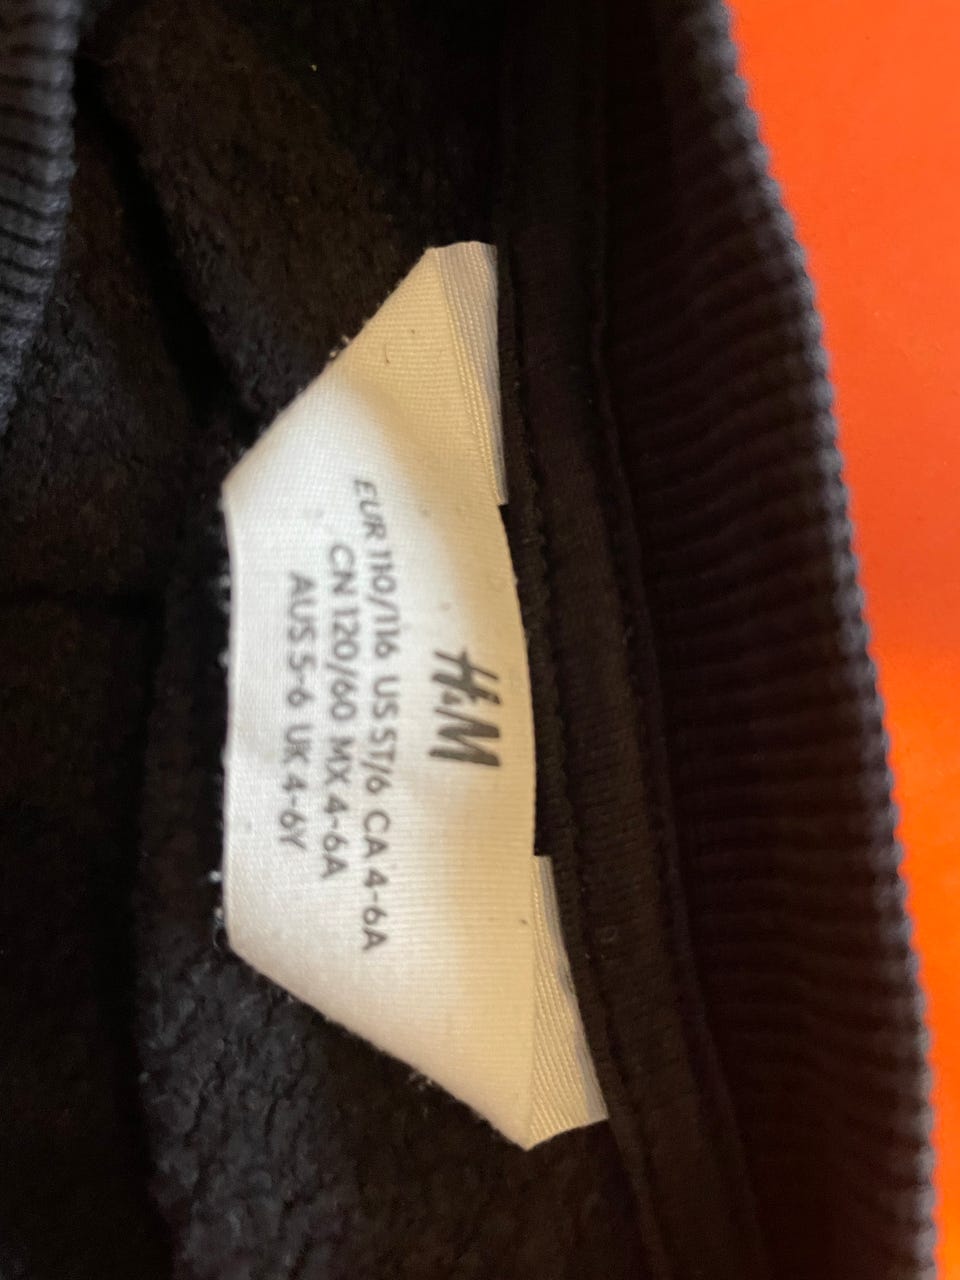 H&M
EUR 110/116 US ST/6 CA 4-6A
CN 120/60 MX 4-6A
AUS 5-6 UK 4-6Y